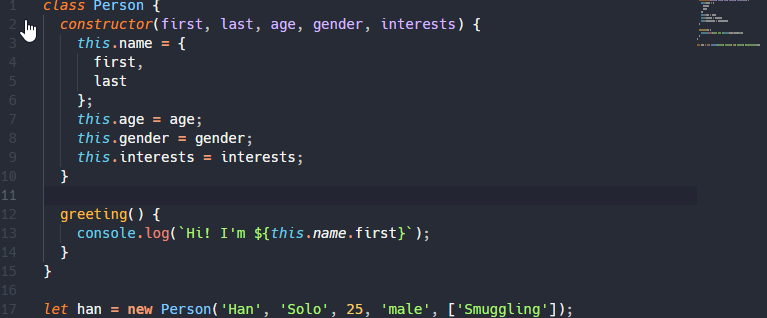 1 class Person {
2 constructor(first, last, age, gender, interests) {
3 this.name = {
4 first,
5 last
6 };
7 this.age = age;
8 this.gender = gender;
9 this.interests = interests;
10 }
11
12 greeting() {
13 console.log(`Hi! I'm ${this.name.first}`);
14 }
15 }
16
17 let han = new Person('Han', 'Solo', 25, 'male', ['Smuggling']);